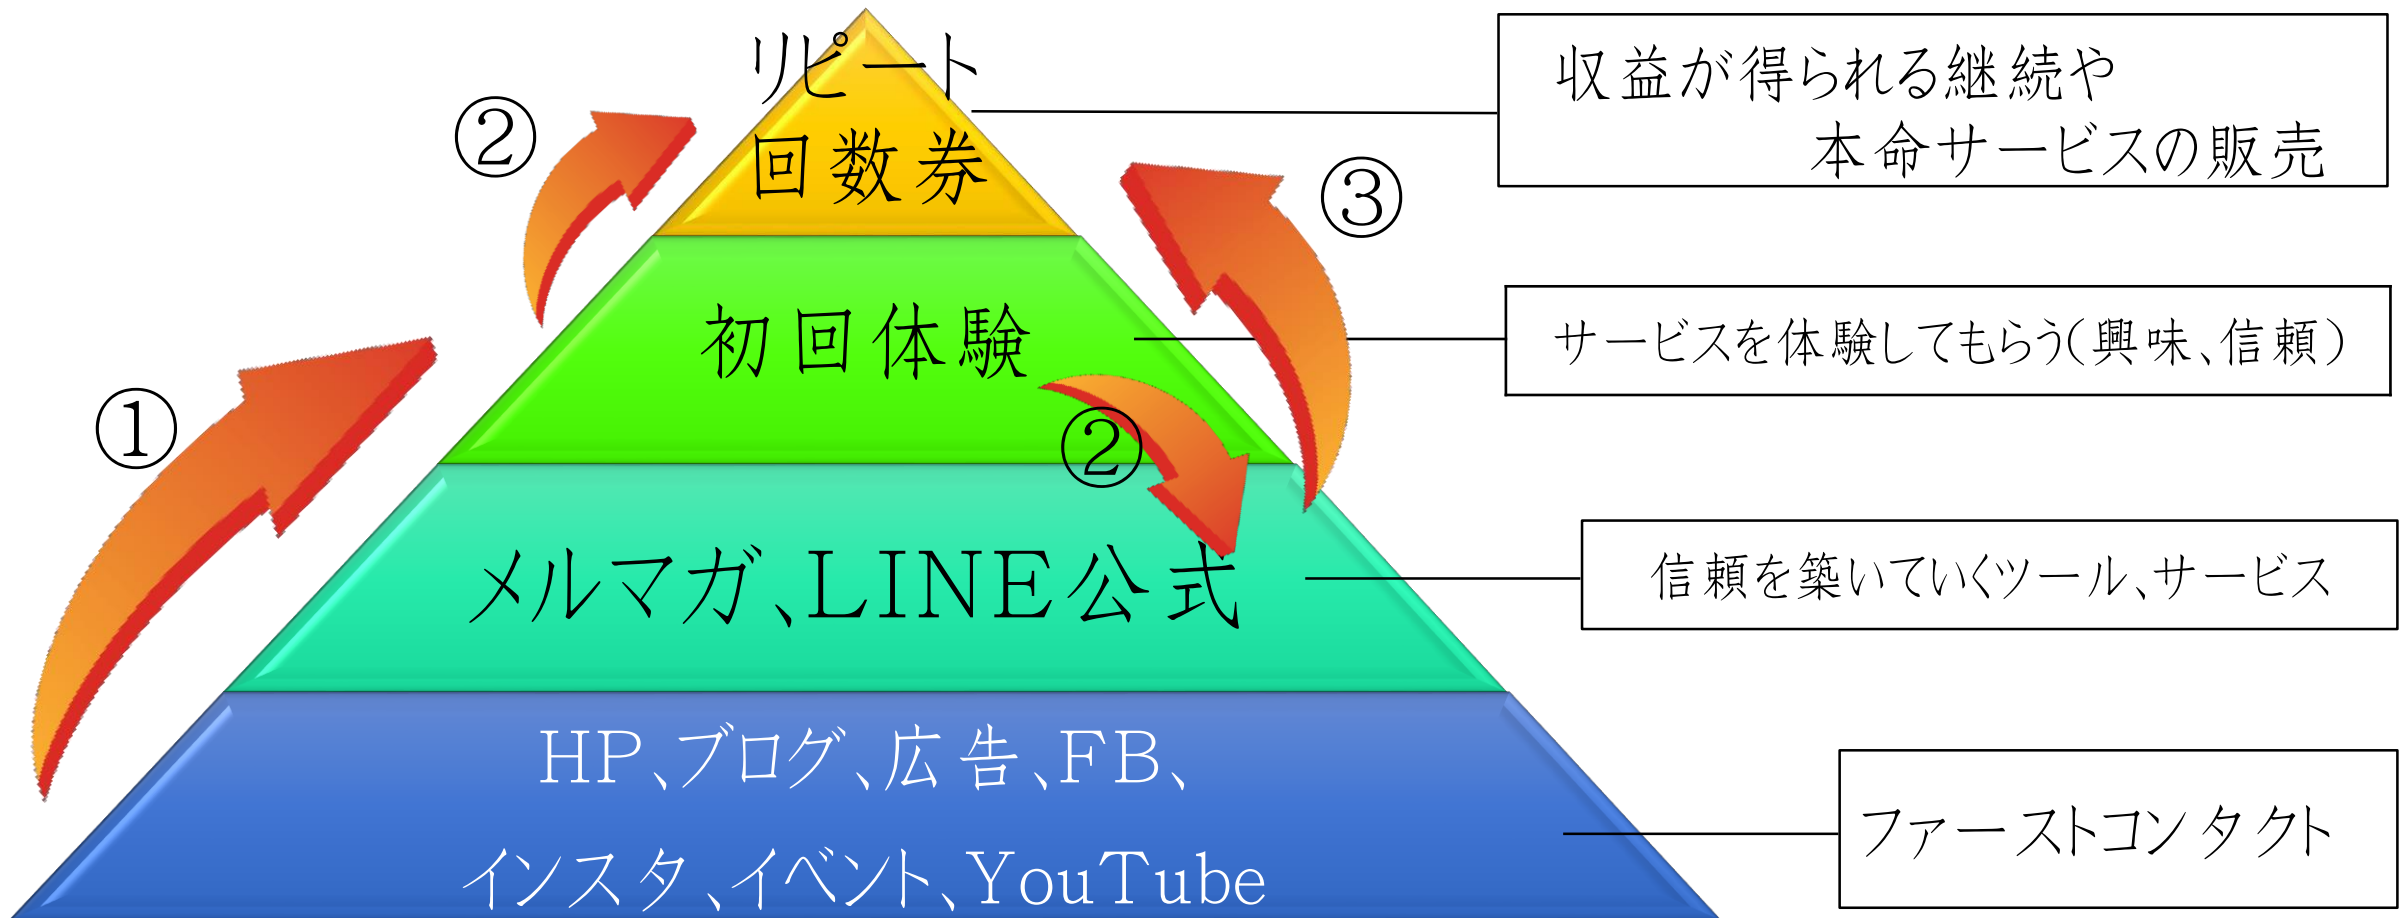 リピート
回数券
収益が得られる継続や
本命サービスの販売
②
③
初回体験
サービスを体験してもらう(興味、信頼)
①
②
メルマガ、LINE公式
信頼を築いていくツール、サービス
HP、ブログ、広告、FB、
インスタ、イベント、YouTube
ファーストコンタクト